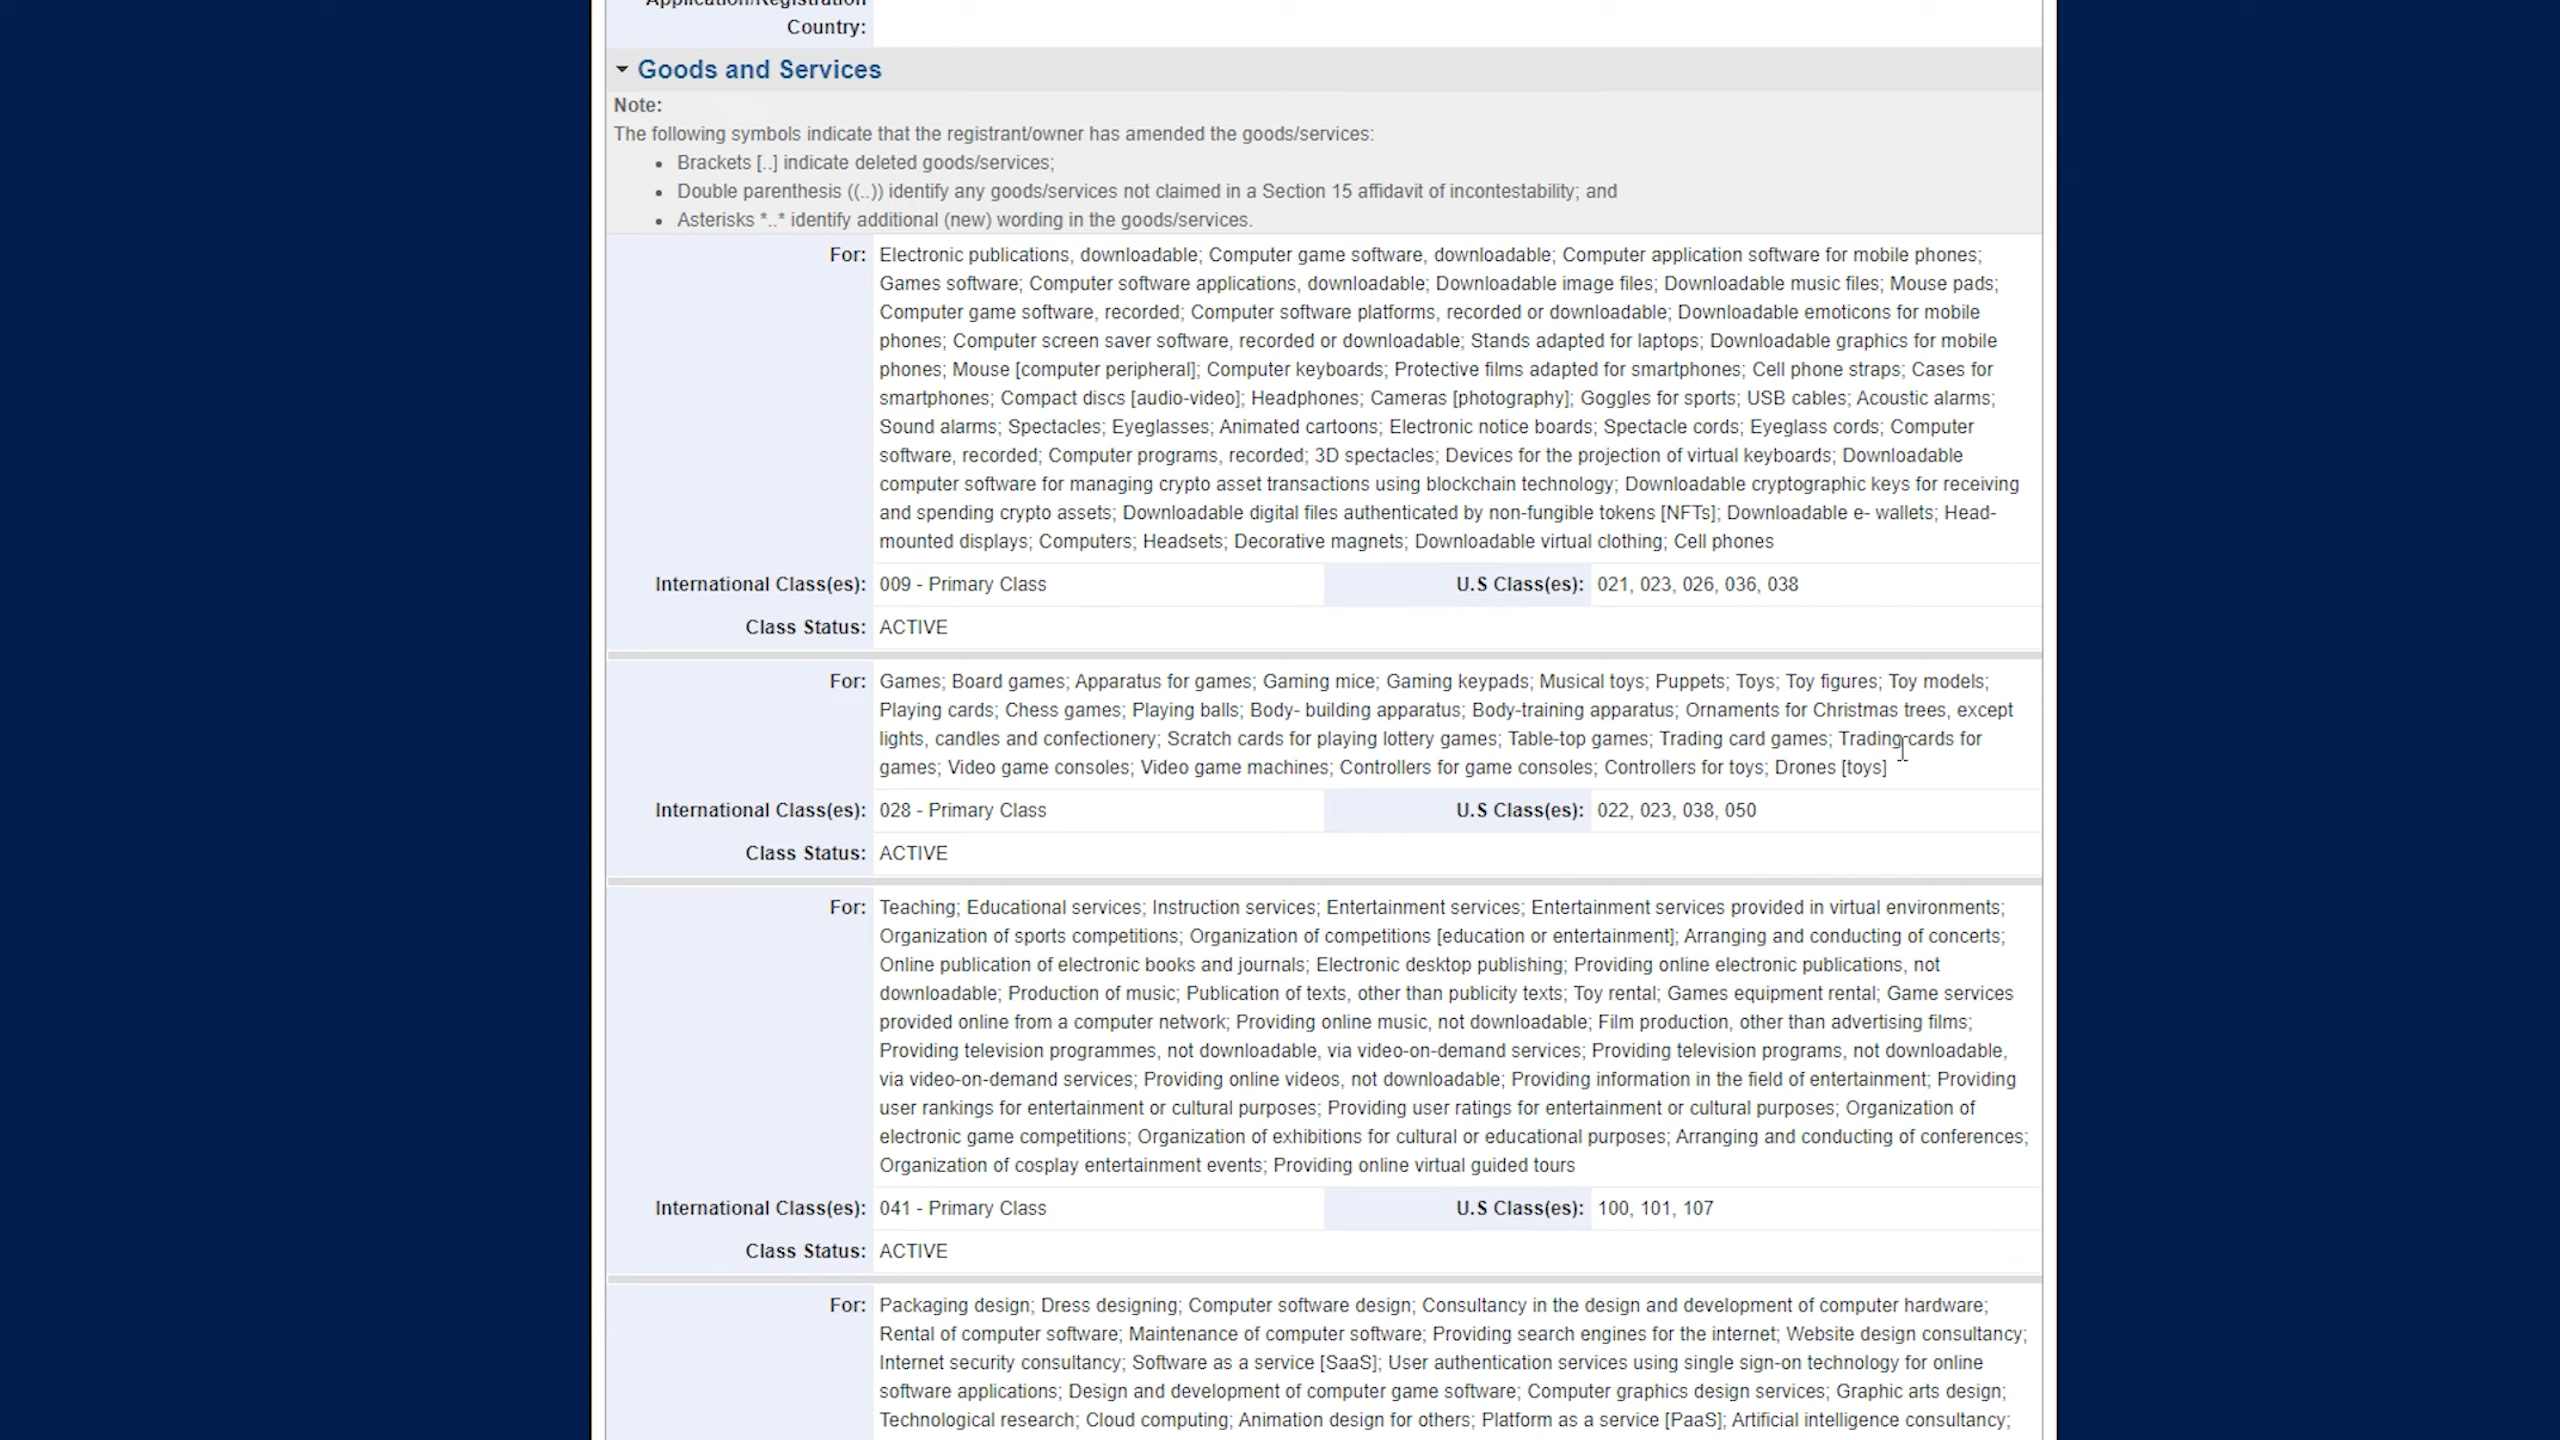 Application/Registration
Country:
Goods and Services
Note:
The following symbols indicate that the registrant/owner has amended the goods/services:
• Brackets [..] indicate deleted goods/services;
• Double parenthesis ((..)) identify any goods/services not claimed in a Section 15 affidavit of incontestability; and
• Asterisks *..* identify additional (new) wording in the goods/services.
For: Electronic publications, downloadable; Computer game software, downloadable; Computer application software for mobile phones;
Games software; Computer software applications, downloadable; Downloadable image files; Downloadable music files; Mouse pads;
Computer game software, recorded; Computer software platforms, recorded or downloadable; Downloadable emoticons for mobile
phones; Computer screen saver software, recorded or downloadable; Stands adapted for laptops; Downloadable graphics for mobile
phones; Mouse [computer peripheral]; Computer keyboards; Protective films adapted for smartphones; Cell phone straps; Cases for
smartphones; Compact discs [audio-video]; Headphones; Cameras [photography]; Goggles for sports; USB cables; Acoustic alarms;
Sound alarms; Spectacles; Eyeglasses; Animated cartoons; Electronic notice boards; Spectacle cords; Eyeglass cords; Computer
software, recorded; Computer programs, recorded; 3D spectacles; Devices for the projection of virtual keyboards; Downloadable
computer software for managing crypto asset transactions using blockchain technology; Downloadable cryptographic keys for receiving
and spending crypto assets; Downloadable digital files authenticated by non-fungible tokens [NFTs]; Downloadable e- wallets; Head-
mounted displays; Computers; Headsets; Decorative magnets; Downloadable virtual clothing; Cell phones
International Class(es): 009 - Primary Class U.S Class(es): 021, 023, 026, 036, 038
Class Status: ACTIVE
For: Games; Board games; Apparatus for games; Gaming mice; Gaming keypads; Musical toys; Puppets; Toys; Toy figures; Toy models;
Playing cards; Chess games; Playing balls; Body- building apparatus; Body-training apparatus; Ornaments for Christmas trees, except
lights, candles and confectionery; Scratch cards for playing lottery games; Table-top games; Trading card games; Trading cards for
games; Video game consoles; Video game machines; Controllers for game consoles; Controllers for toys; Drones [toys]
International Class(es): 028 - Primary Class U.S Class(es): 022, 023, 038, 050
Class Status: ACTIVE
For: Teaching; Educational services; Instruction services; Entertainment services; Entertainment services provided in virtual environments;
Organization of sports competitions; Organization of competitions [education or entertainment]; Arranging and conducting of concerts;
Online publication of electronic books and journals; Electronic desktop publishing; Providing online electronic publications, not
downloadable; Production of music; Publication of texts, other than publicity texts; Toy rental; Games equipment rental; Game services
provided online from a computer network; Providing online music, not downloadable; Film production, other than advertising films;
Providing television programmes, not downloadable, via video-on-demand services; Providing television programs, not downloadable,
via video-on-demand services; Providing online videos, not downloadable; Providing information in the field of entertainment; Providing
user rankings for entertainment or cultural purposes; Providing user ratings for entertainment or cultural purposes; Organization of
electronic game competitions; Organization of exhibitions for cultural or educational purposes; Arranging and conducting of conferences;
Organization of cosplay entertainment events; Providing online virtual guided tours
International Class(es): 041 - Primary Class U.S Class(es): 100, 101, 107
Class Status: ACTIVE
For: Packaging design; Dress designing; Computer software design; Consultancy in the design and development of computer hardware;
Rental of computer software; Maintenance of computer software; Providing search engines for the internet; Website design consultancy;
Internet security consultancy; Software as a service [SaaS]; User authentication services using single sign-on technology for online
software applications; Design and development of computer game software; Computer graphics design services; Graphic arts design;
Technological research; Cloud computing; Animation design for others; Platform as a service [PaaS]; Artificial intelligence consultancy;